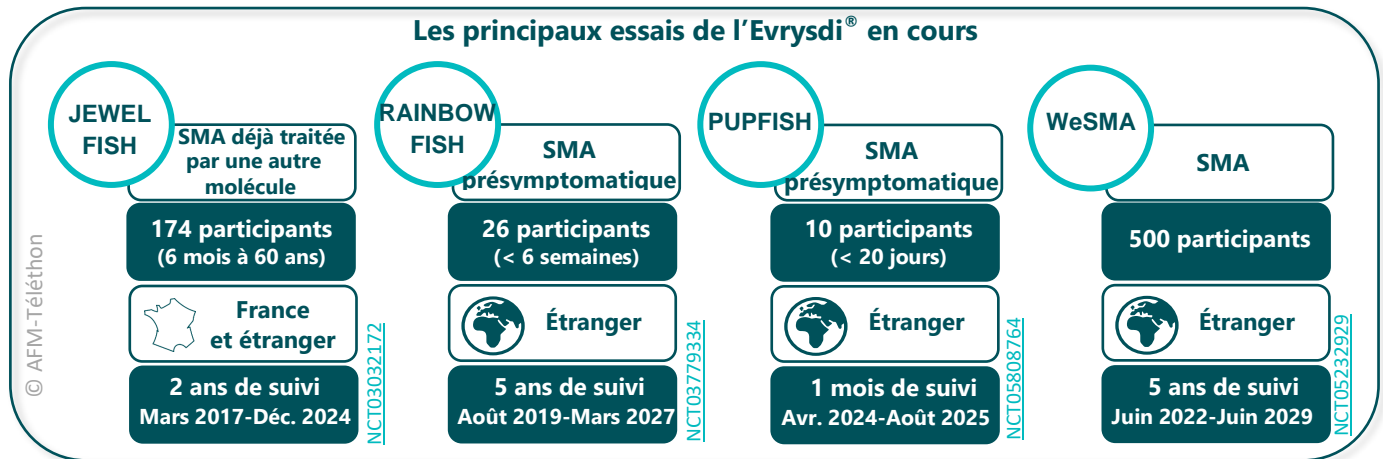 Les principaux essais de l'Evrysdi® en cours
JEWEL
FISH
SMA déjà traitée
par une autre
molécule
174 participants
(6 mois à 60 ans)
France
et étranger
2 ans de suivi
Mars 2017-Déc. 2024
NCT03032172
RAINBOW
FISH
SMA
présymptomatique
26 participants
(< 6 semaines)
Étranger
5 ans de suivi
Août 2019-Mars 2027
NCT03779334
PUPFISH
SMA
présymptomatique
10 participants
(< 20 jours)
Étranger
1 mois de suivi
Avr. 2024-Août 2025
NCT05808764
WeSMA
SMA
500 participants
Étranger
5 ans de suivi
Juin 2022-Juin 2029
NCT05232929
© AFM-Téléthon